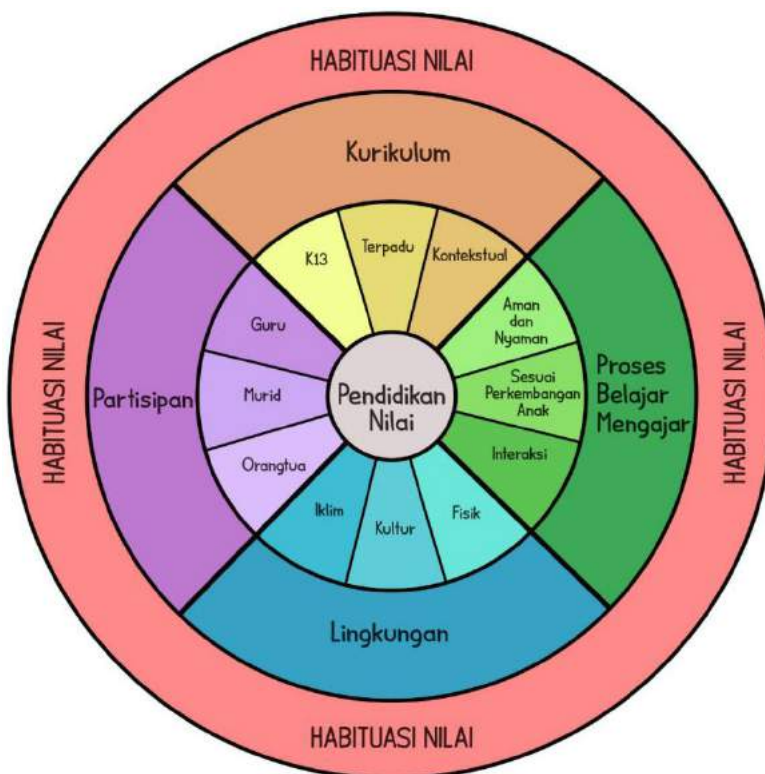 HABITUASI NILAI
Kurikulum
K13
Terpadu
Kontekstual
Guru
Murid
Orangtua
Partisipan
HABITUASI NILAI
Pendidikan
Nilai
Aman
dan
Nyaman
Sesuai
Perkembangan
Anak
Interaksi
Proses
Belajar
Mengajar
HABITUASI NILAI
Iklim
Kultur
Fisik
Lingkungan
HABITUASI NILAI